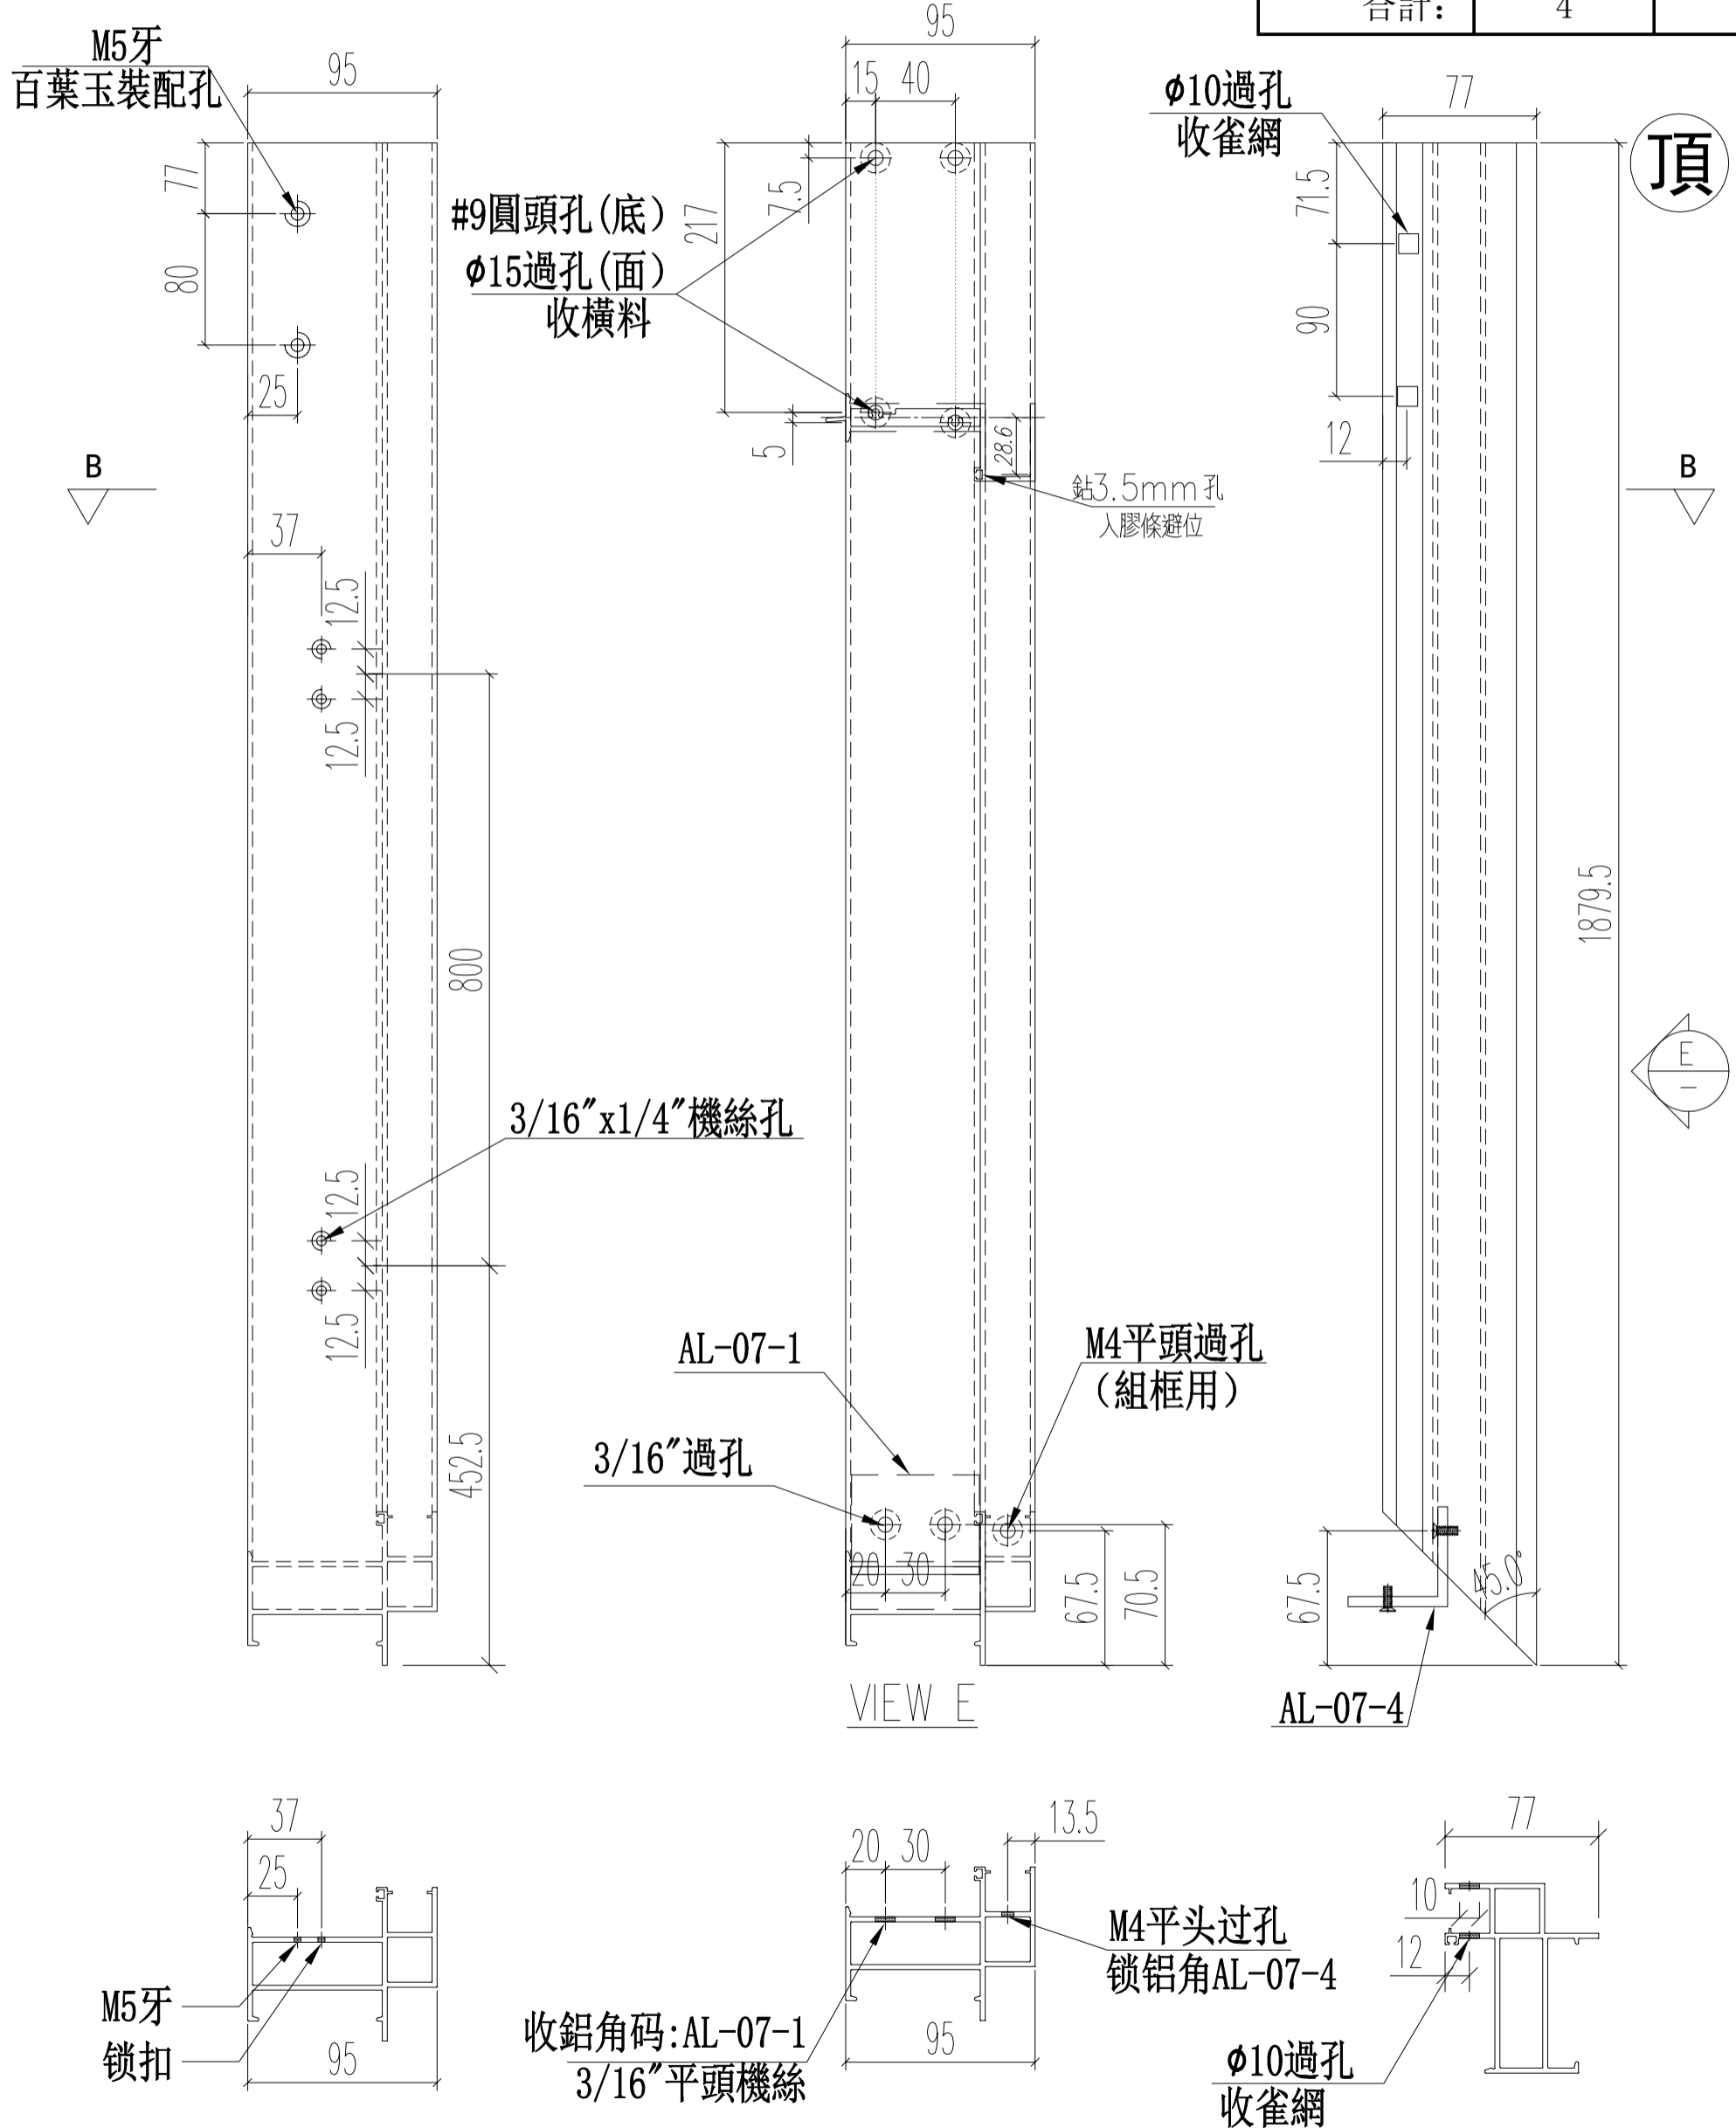 合計:
4
M5牙
百葉玉裝配孔
95
77
80
25
37
12.5
12.5
800
3/16"x1/4"機絲孔
12.5
12.5
452.5
B
95
15
40
7.5
217
#9圓頭孔(底)
ϕ15過孔(面)
收橫料
5
28.6
鉆3.5mm孔
入膠條避位
AL-07-1
3/16"過孔
M4平頭過孔
(組框用)
20
30
67.5
70.5
VIEW E
ϕ10過孔
收雀網
77
頂
71.5
90
12
B
1879.5
E
—
67.5
45.0°
AL-07-4
37
25
M5牙
锁扣
95
20
30
13.5
M4平头过孔
锁铝角AL-07-4
收鋁角码:AL-07-1
3/16"平頭機絲
95
77
10
12
ϕ10過孔
收雀網